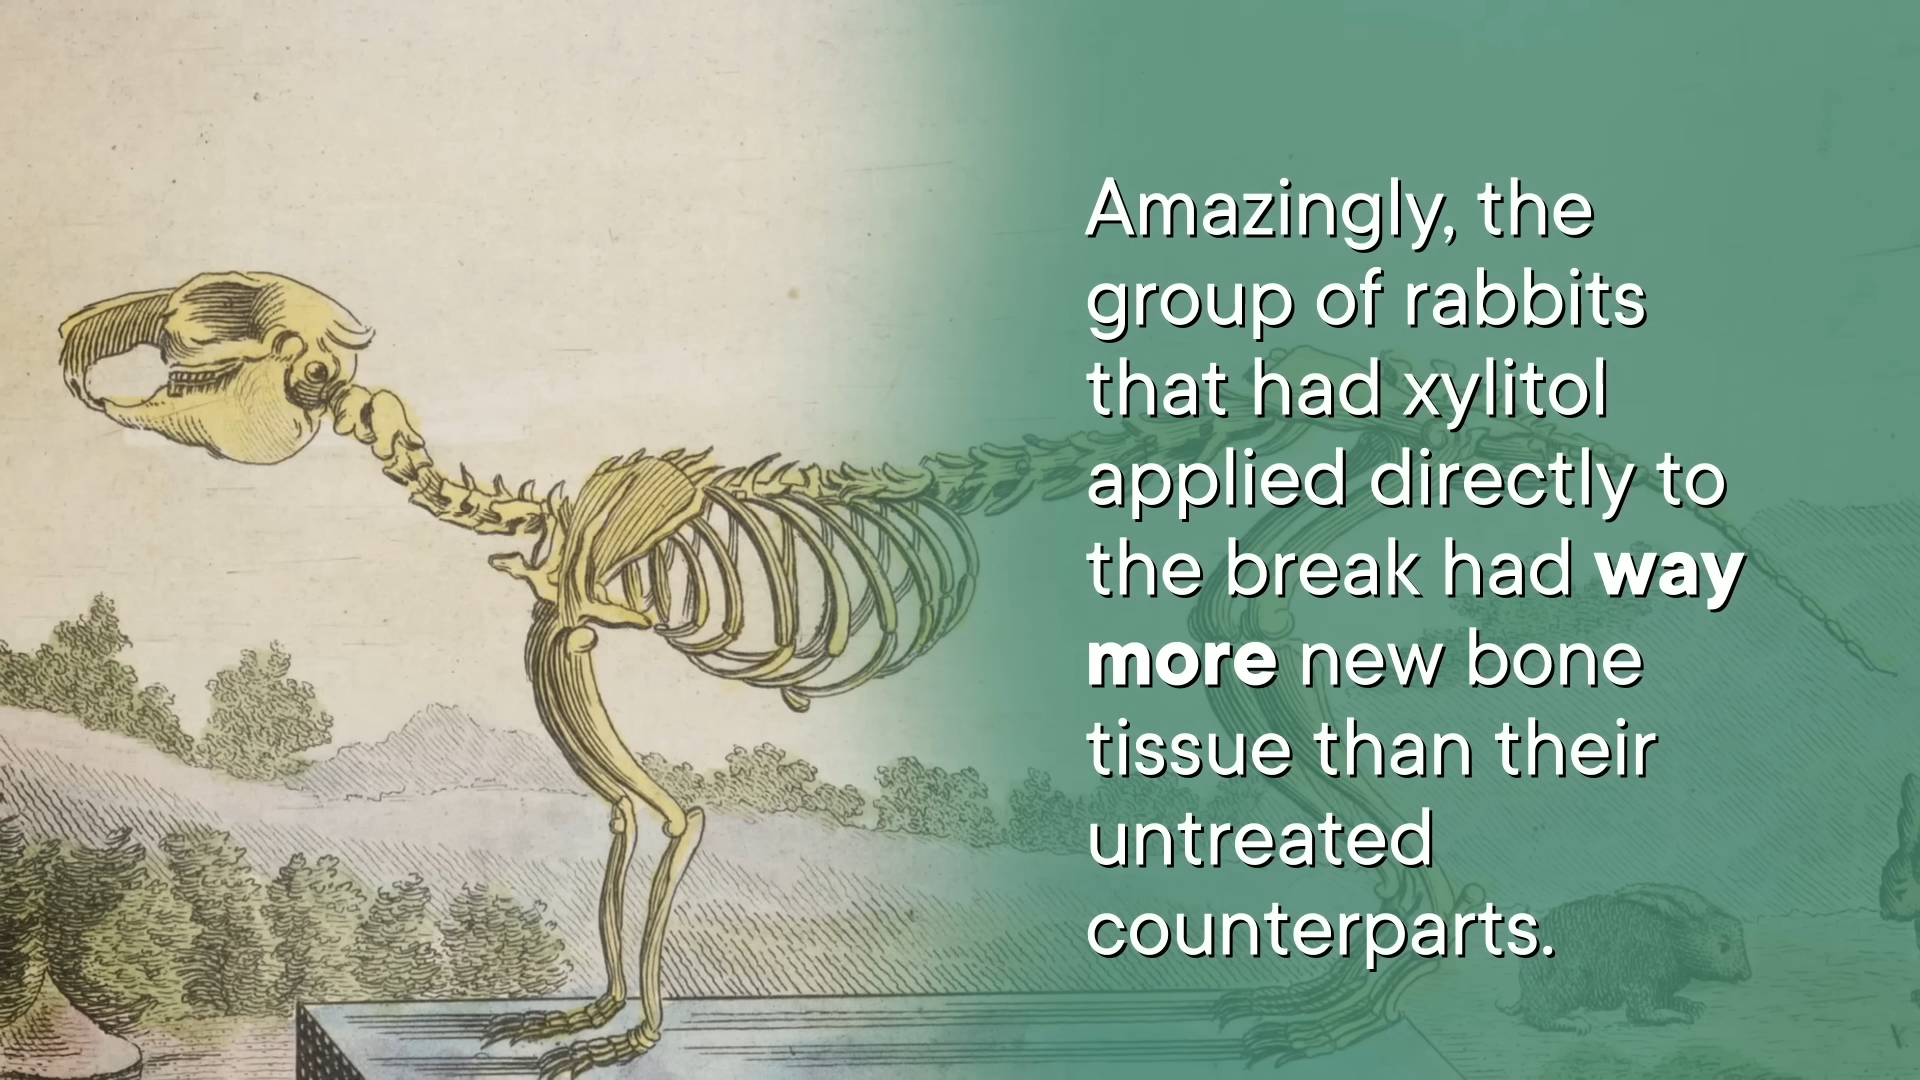 Amazingly, the
group of rabbits
that had xylitol
applied directly to
the break had way
more new bone
tissue than their
untreated
counterparts.